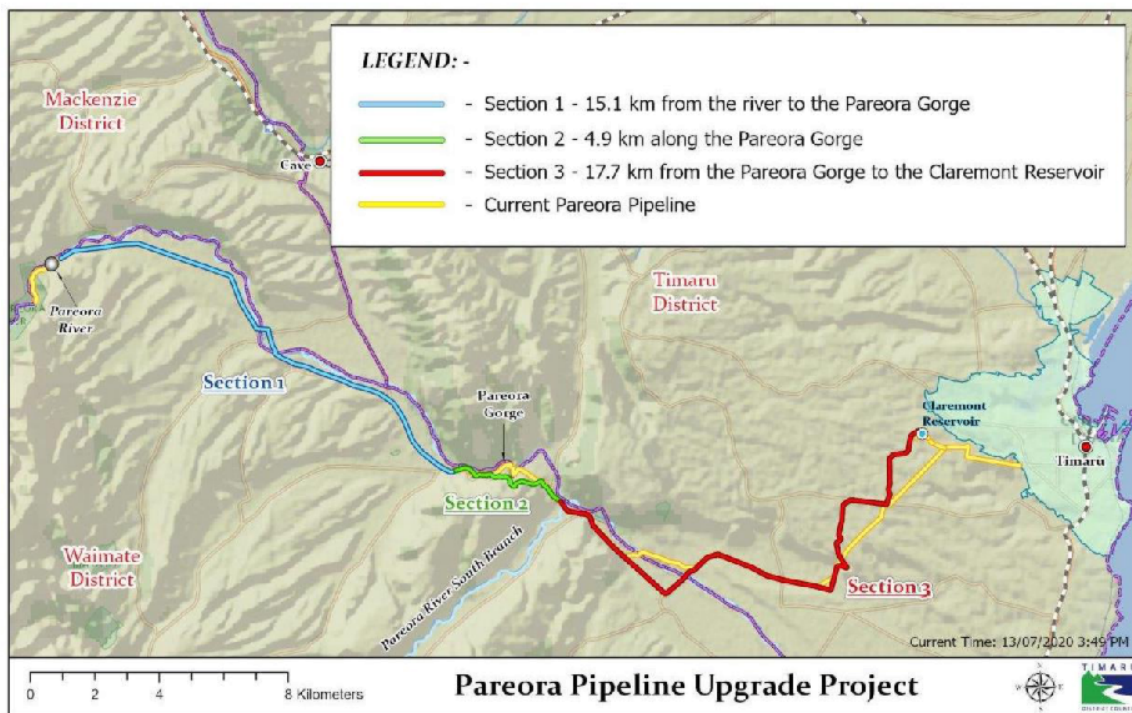 LEGEND: -
- Section 1 - 15.1 km from the river to the Pareora Gorge
- Section 2 - 4.9 km along the Pareora Gorge
- Section 3 - 17.7 km from the Pareora Gorge to the Claremont Reservoir
- Current Pareora Pipeline
Mackenzie
District
Cave
Pareora
River
Timaru
District
Section 1
Pareora
Gorge
Claremont
Reservoir
Timaru
Section 2
Waimate
District
Pareora River South Branch
Section 3
Current Time: 13/07/2020 3:49 PM
0 2 4 8 Kilometers
Pareora Pipeline Upgrade Project
N
W E
S
TIMARU
DISTRICT COUNCIL